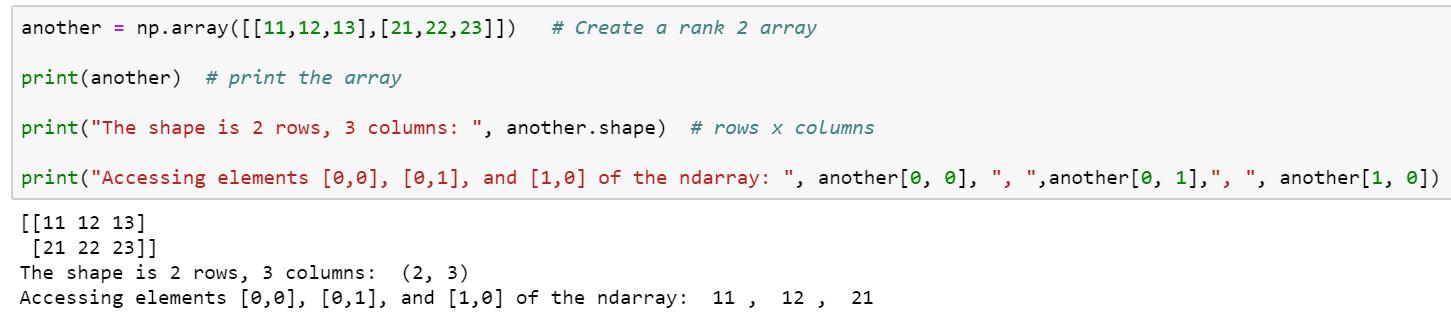 another = np.array([[11,12,13],[21,22,23]])   # Create a rank 2 array
print(another)  # print the array
print("The shape is 2 rows, 3 columns: ", another.shape)  # rows x columns
print("Accessing elements [0,0], [0,1], and [1,0] of the ndarray: ", another[0, 0], ", ",another[0, 1],", ", another[1, 0])
[[11 12 13]
 [21 22 23]]
The shape is 2 rows, 3 columns:  (2, 3)
Accessing elements [0,0], [0,1], and [1,0] of the ndarray:  11 ,  12 ,  21